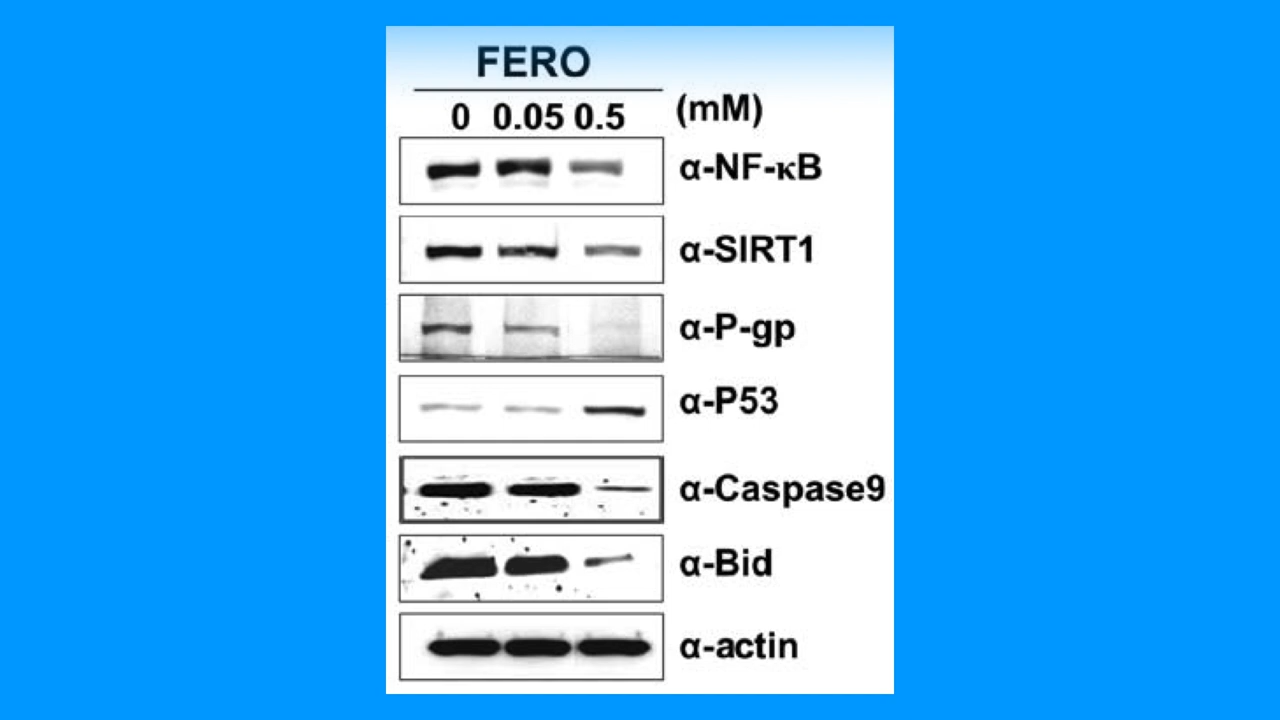 FERO
0 0.05 0.5 (mM)
α-NF-κB
α-SIRT1
α-P-gp
α-P53
α-Caspase9
α-Bid
α-actin